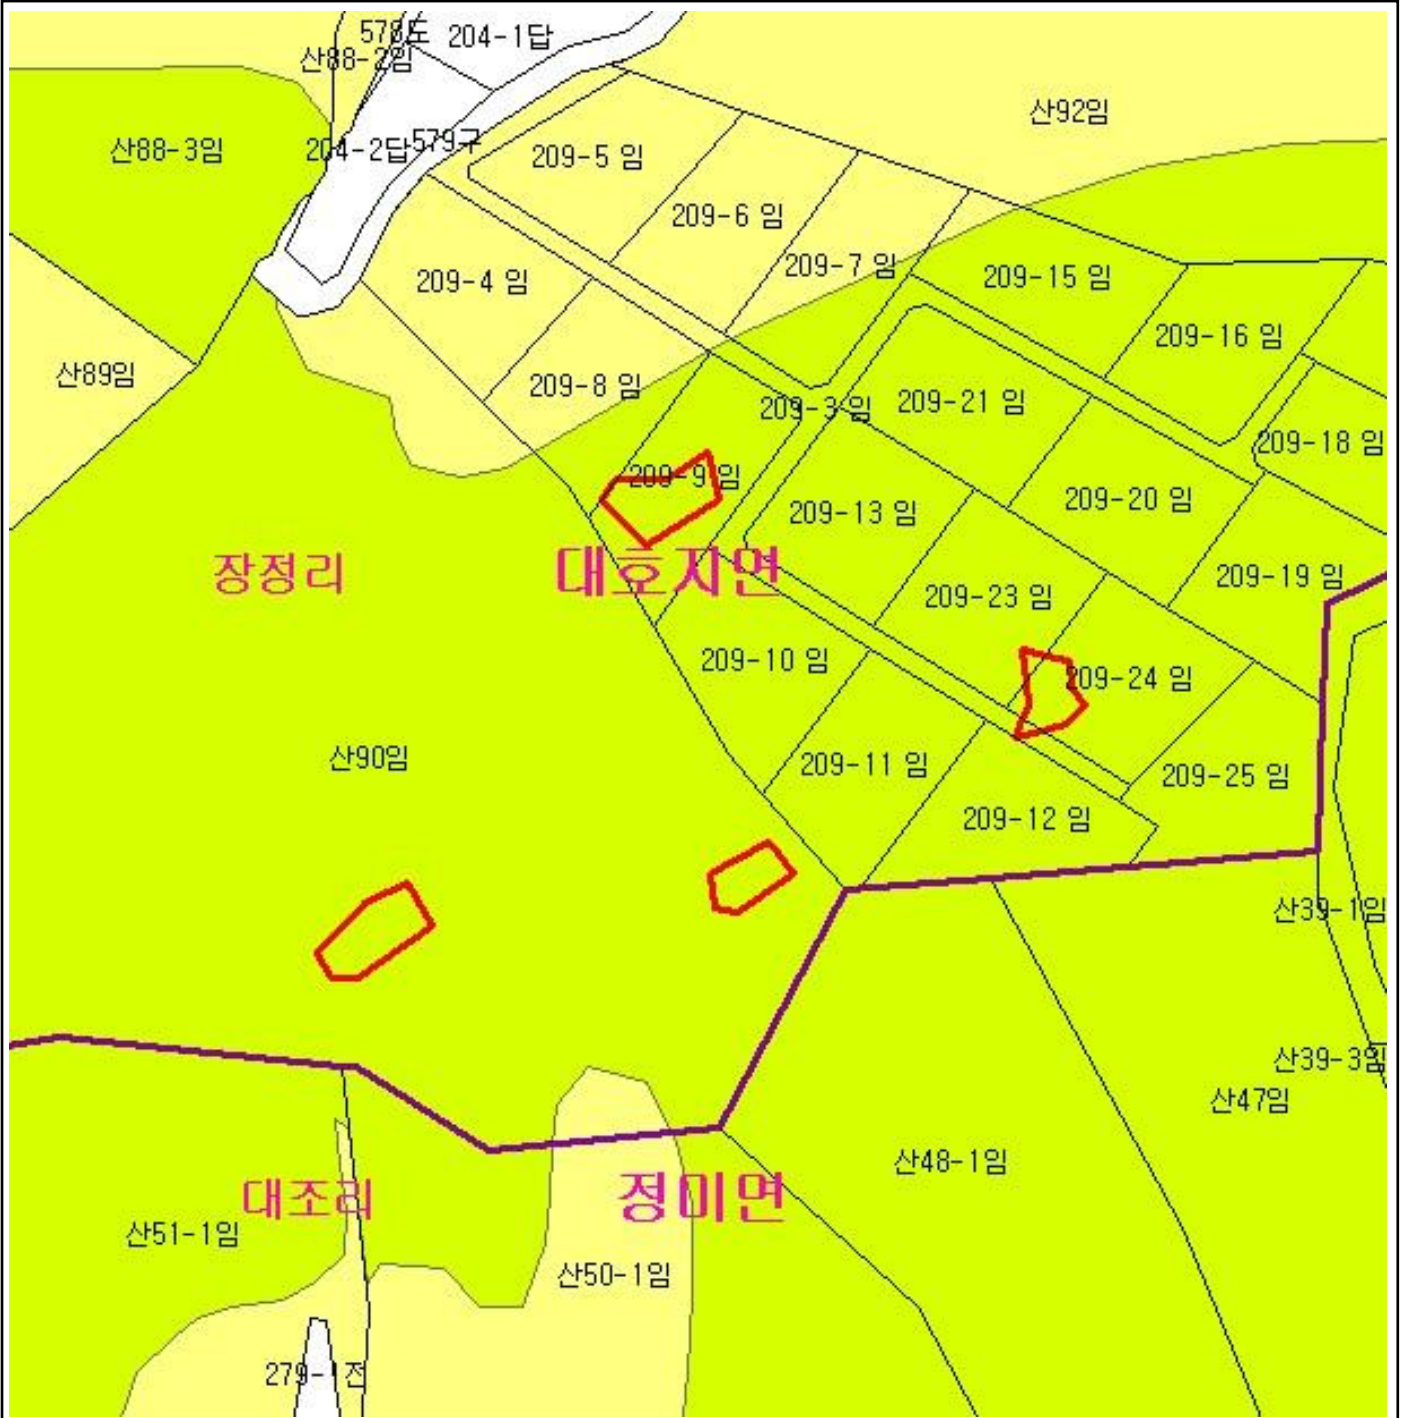 578도
204-1답
산88-2임
산92임
산88-3임
204-2답
579구
209-5 임
209-6 임
209-7 임
209-4 임
209-15 임
209-16 임
산89임
209-8 임
209-3 임
209-21 임
209-18 임
209-9 임
209-13 임
209-20 임
장정리
대호지면
209-23 임
209-19 임
209-10 임
209-24 임
산90임
209-11 임
209-25 임
209-12 임
산39-1임
산39-3임
산47임
산48-1임
대조리
정미면
산51-1임
산50-1임
279-1전